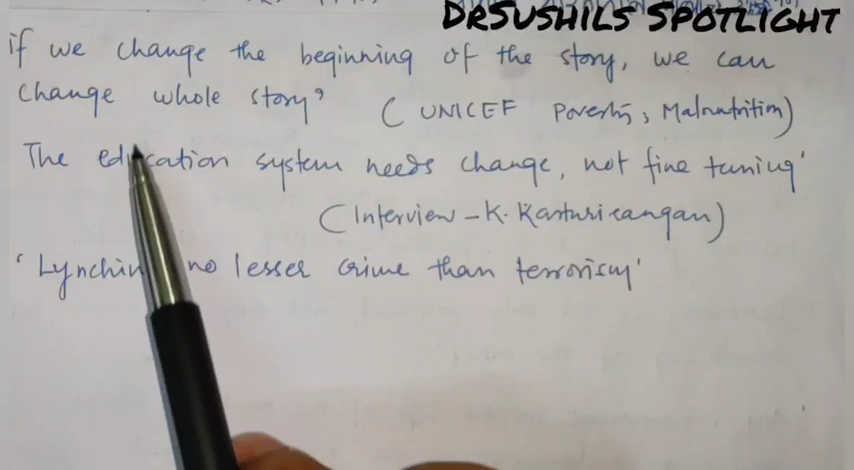 DRSUSHILS SPOTLIGHT
if we change the beginning of the story, we can
change whole story'
(UNICEF Poverty, Malnutrition)
The education system needs change, not fine tuning'
(Interview - K. Kasturirangan)
'Lynching no lesser crime than terrorism'